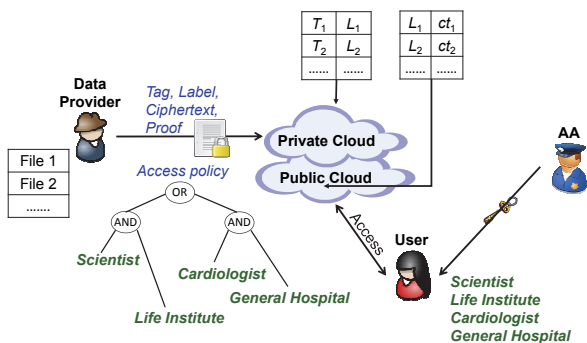 T1 L1
T2 L2
...... ......
L1 ct1
L2 ct2
...... ......
Data
Provider
Tag, Label,
Ciphertext,
Proof
Private Cloud
Public Cloud
AA
File 1
File 2
.......
Access policy
OR
AND AND
Scientist
Cardiologist
Life Institute
General Hospital
Access
User
Scientist
Life Institute
Cardiologist
General Hospital